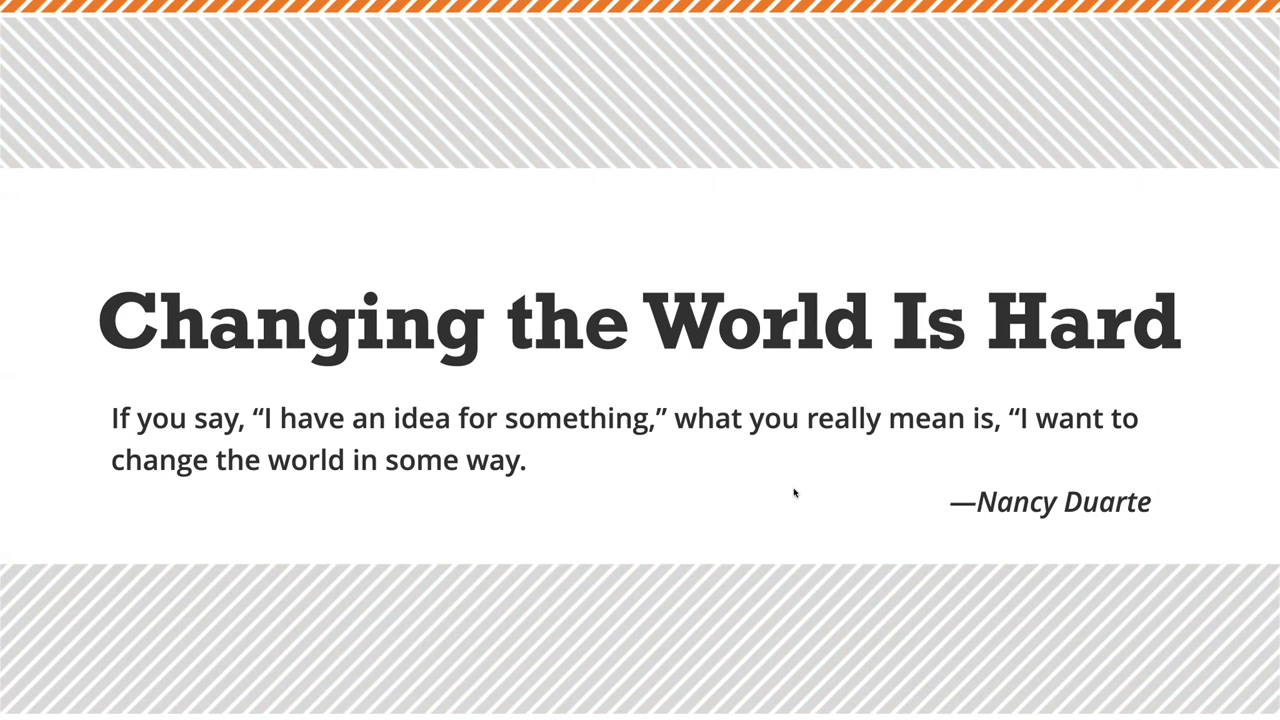 Changing the World Is Hard
If you say, “I have an idea for something,” what you really mean is, “I want to
change the world in some way.
—Nancy Duarte